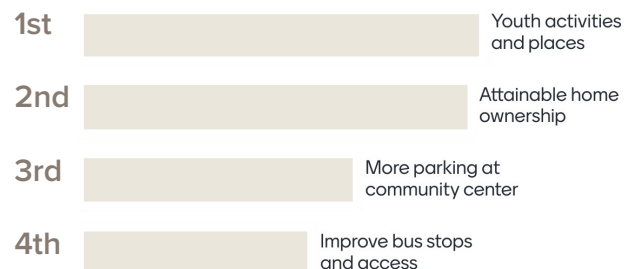 1st
Youth activities
and places
2nd
Attainable home
ownership
3rd
More parking at
community center
4th
Improve bus stops
and access